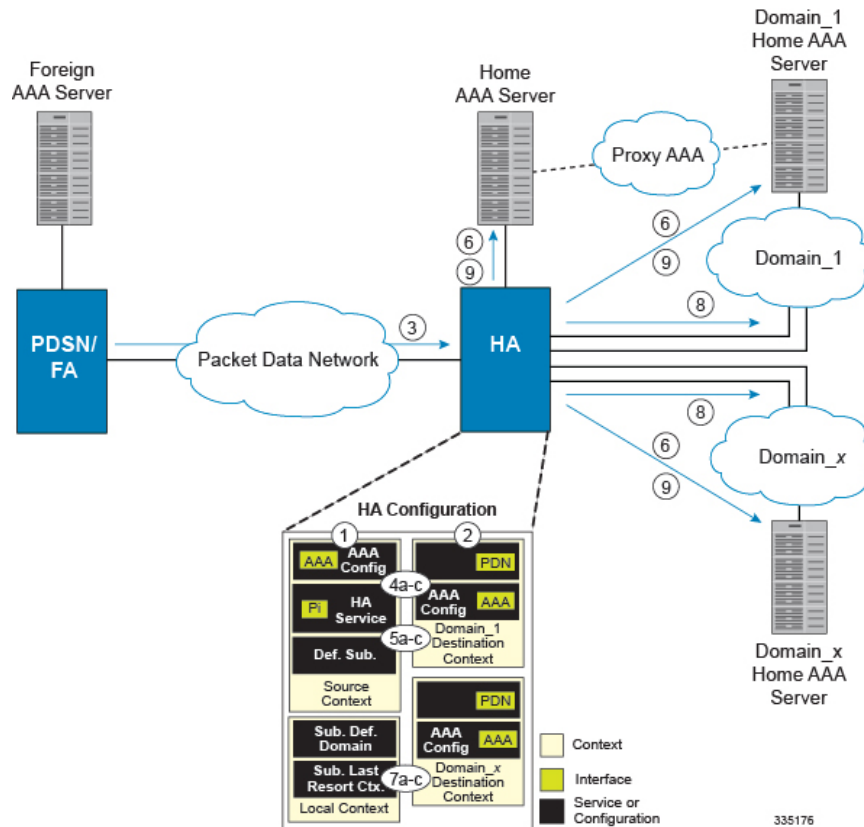 Domain_1
Home AAA
Server
Foreign
AAA Server
Home
AAA Server
Proxy AAA
6
9
6
9
Domain_1
3
8
PDSN/
FA
Packet Data Network
HA
8
6
9
Domain_x
HA Configuration
1
2
AAA
AAA
Config
PDN
4a-c
Pi
HA
Service
AAA
Config
AAA
5a-c
Domain_1
Destination
Context
Def. Sub.
Source
Context
PDN
Sub. Def.
Domain
AAA
Config
AAA
Sub. Last
Resort Ctx.
7a-c
Domain_x
Destination
Context
Local Context
Domain_x
Home AAA
Server
Context
Interface
Service or
Configuration
335176